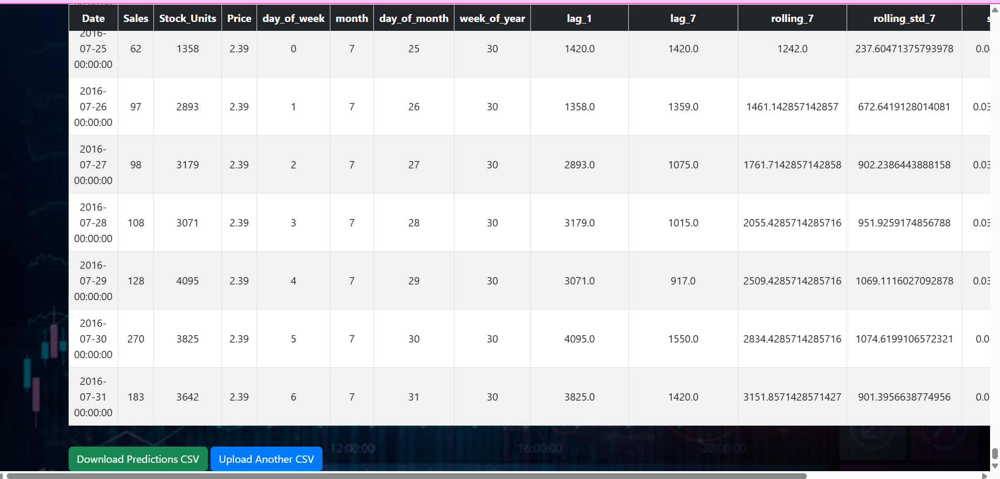 Date Sales Stock_Units Price day_of_week month day_of_month week_of_year lag_1 lag_7 rolling_7 rolling_std_7
2016-
07-25 62 1358 2.39 0 7 25 30 1420.0 1420.0 1242.0 237.60471375793978
00:00:00
2016-
07-26 97 2893 2.39 1 7 26 30 1358.0 1359.0 1461.142857142857 672.6419128014081 0.03
00:00:00
2016-
07-27 98 3179 2.39 2 7 27 30 2893.0 1075.0 1761.7142857142858 902.2386443888158 0.03
00:00:00
2016-
07-28 108 3071 2.39 3 7 28 30 3179.0 1015.0 2055.4285714285716 951.9259174856788 0.03
00:00:00
2016-
07-29 128 4095 2.39 4 7 29 30 3071.0 917.0 2509.4285714285716 1069.1116027092878 0.03
00:00:00
2016-
07-30 270 3825 2.39 5 7 30 30 4095.0 1550.0 2834.4285714285716 1074.6199106572321 0.0
00:00:00
2016-
07-31 183 3642 2.39 6 7 31 30 3825.0 1420.0 3151.8571428571427 901.3956638774956 0.0
00:00:00
12:00:00 16:00:00 20:00:00
Download Predictions CSV Upload Another CSV